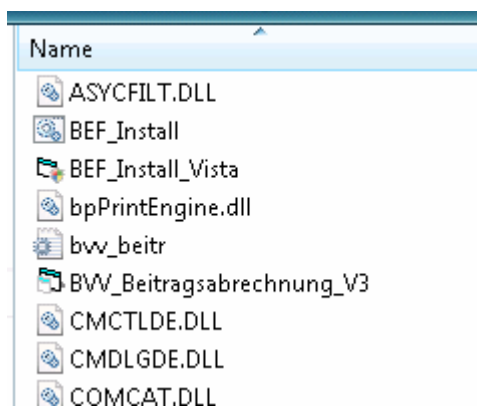 Name
ASYCFILT.DLL
BEF_Install
BEF_Install_Vista
bpPrintEngine.dll
bvv_beitr
BVV_Beitragsabrechnung_V3
CMCTLDE.DLL
CMDLGDE.DLL
COMCAT.DLL